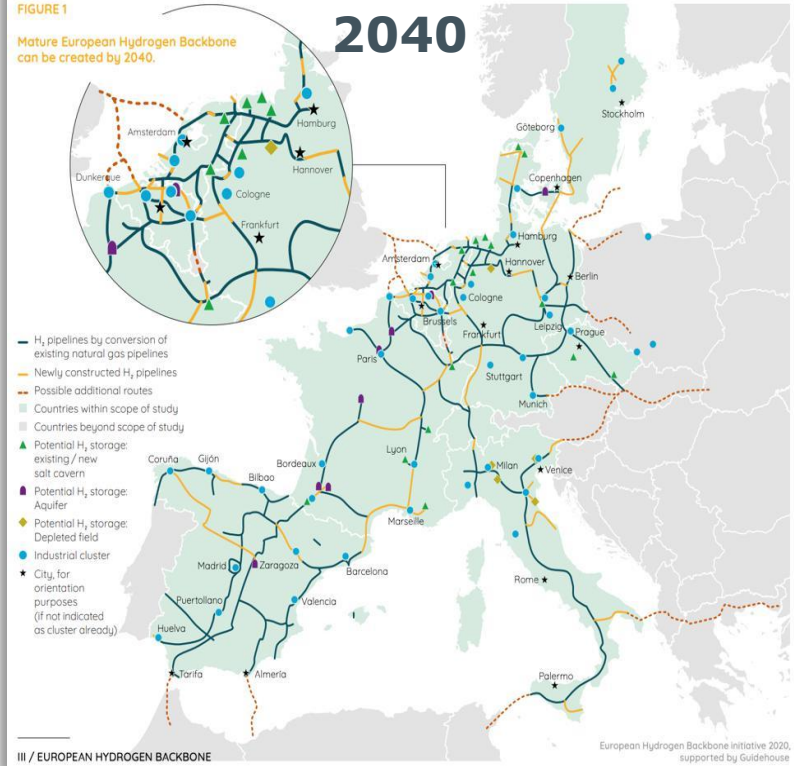 FIGURE 1
2040
Mature European Hydrogen Backbone
can be created by 2040.
Amsterdam
Hamburg
Dunkerque
Hannover
Cologne
Frankfurt
Stockholm
Göteborg
Copenhagen
Hamburg
Amsterdam
Hannover
Berlin
Cologne
Brussels
Leipzig
Prague
Frankfurt
Paris
Stuttgart
Munich
H₂ pipelines by conversion of
existing natural gas pipelines
Newly constructed H₂ pipelines
Possible additional routes
Countries within scope of study
Countries beyond scope of study
Potential H₂ storage:
existing / new
salt cavern
Potential H₂ storage:
Aquifer
Potential H₂ storage:
Depleted field
Industrial cluster
City, for
orientation
purposes
(if not indicated
as cluster already)
Coruña
Gijón
Bilbao
Bordeaux
Lyon
Milan
Venice
Marseille
Madrid
Zaragoza
Barcelona
Rome
Puertollano
Valencia
Huelva
Tarifa
Almería
Palermo
European Hydrogen Backbone initiative 2020,
supported by Guidehouse
III / EUROPEAN HYDROGEN BACKBONE